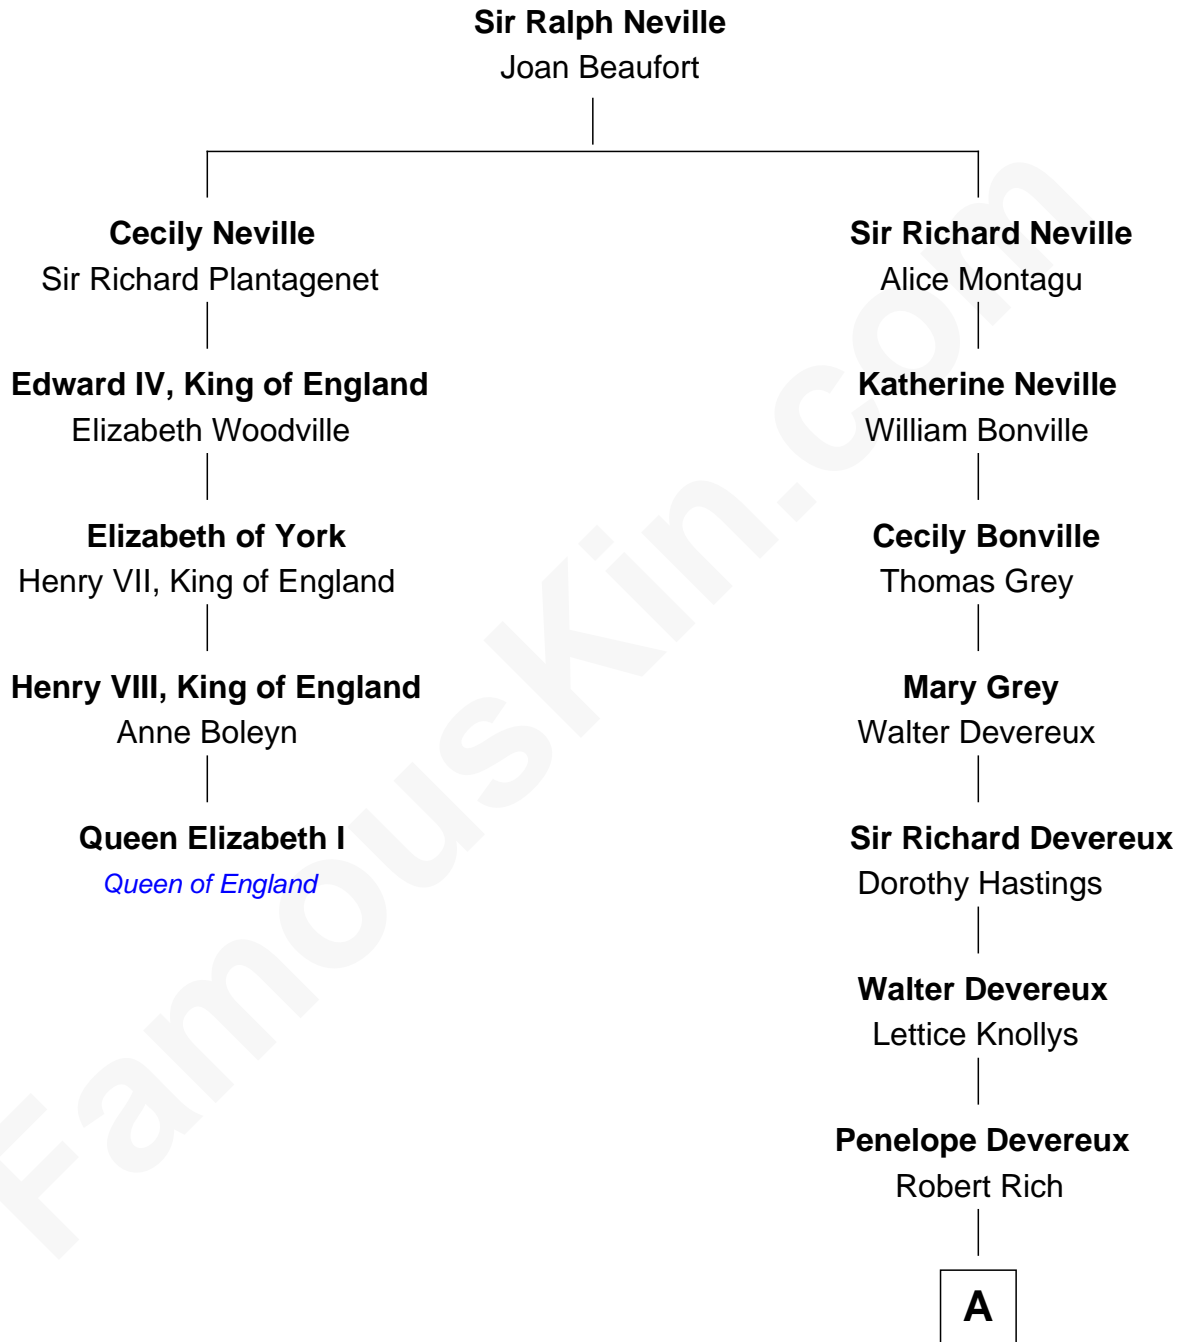 Sir Ralph Neville
Joan Beaufort
Cecily Neville
Sir Richard Plantagenet
Sir Richard Neville
Alice Montagu
Edward IV, King of England
Elizabeth Woodville
Katherine Neville
William Bonville
Elizabeth of York
Henry VII, King of England
Cecily Bonville
Thomas Grey
Henry VIII, King of England
Anne Boleyn
Mary Grey
Walter Devereux
Queen Elizabeth I
Queen of England
Sir Richard Devereux
Dorothy Hastings
Walter Devereux
Lettice Knollys
Penelope Devereux
Robert Rich
A
FamousKin.com